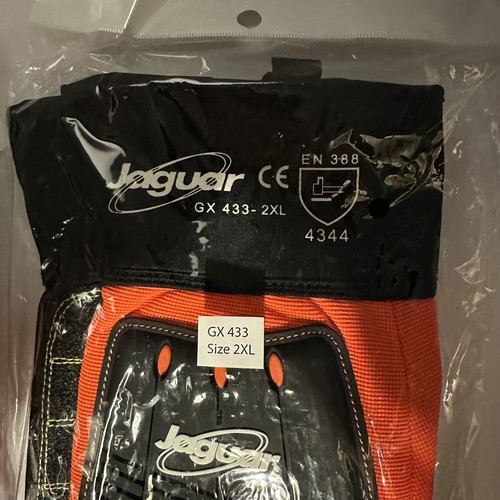 Jaguar CE
GX 433-2XL
EN 388
4344
GX 433
Size 2XL
Jaguar